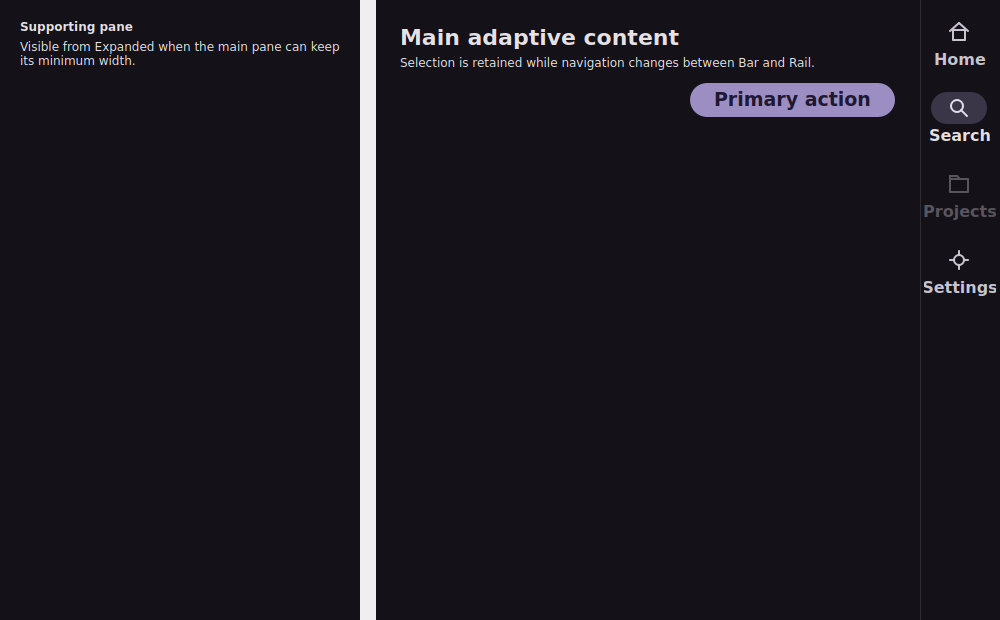 Supporting pane
Visible from Expanded when the main pane can keep
its minimum width.
Main adaptive content
Selection is retained while navigation changes between Bar and Rail.
Primary action
Home
Search
Projects
Settings